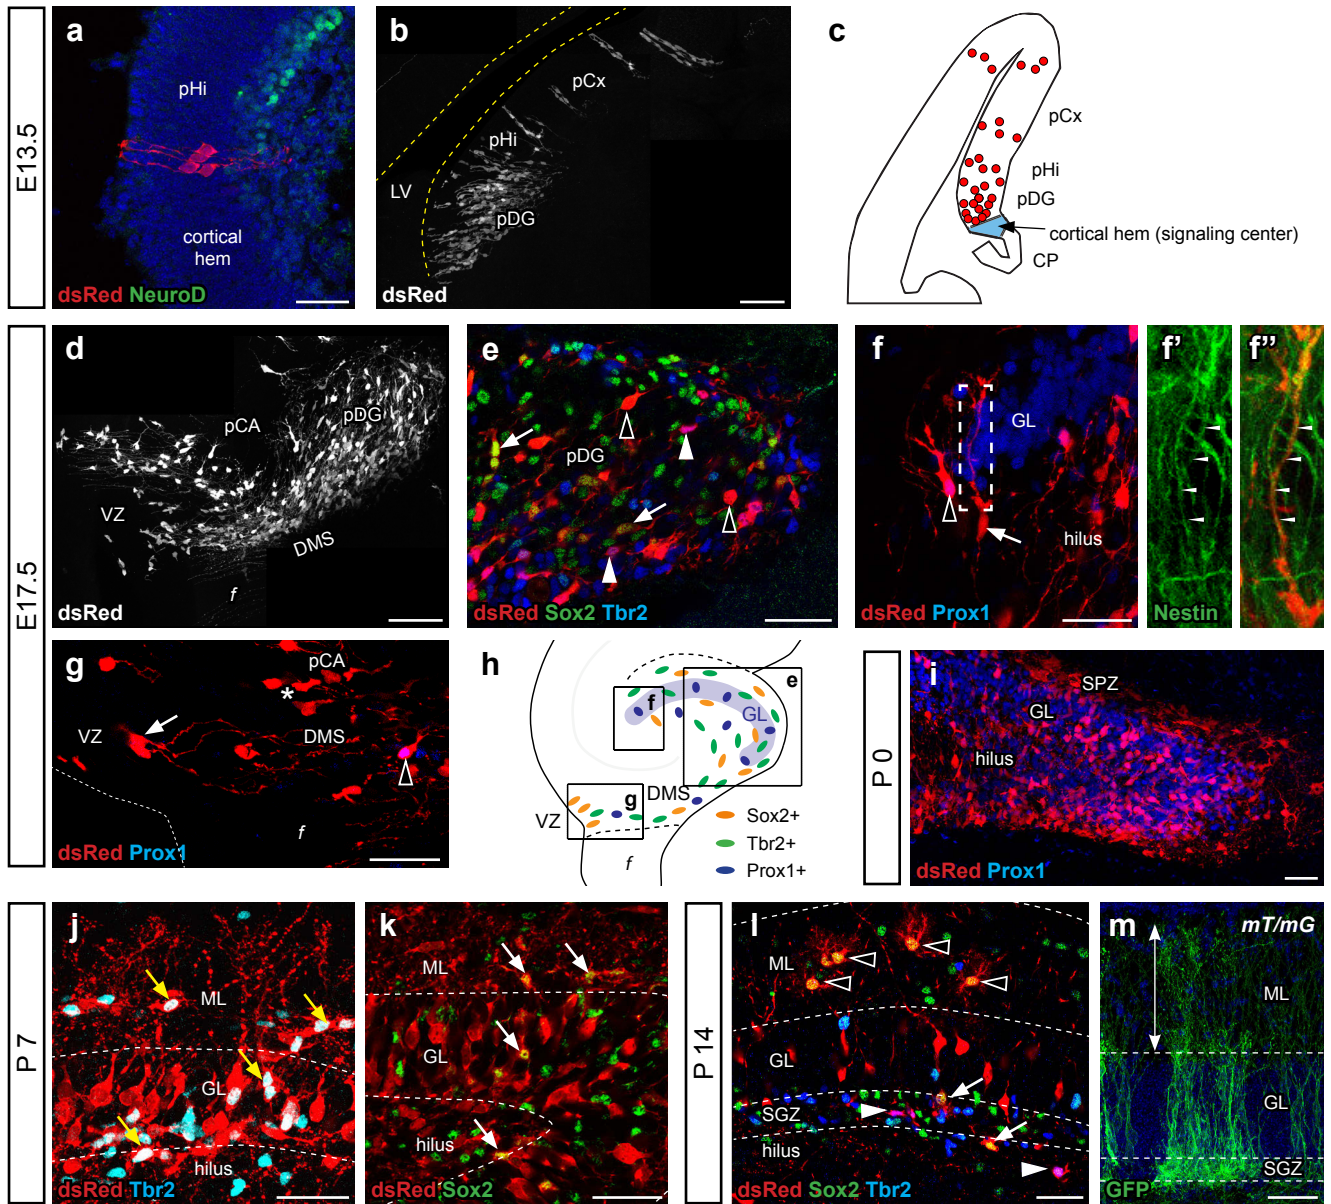 E13.5
a
pHi
cortical
hem
dsRed NeuroD
b
pCx
pHi
LV
pDG
dsRed
c
pCx
pHi
pDG
cortical hem (signaling center)
CP
E17.5
d
pCA
pDG
VZ
DMS
f
dsRed
e
pDG
dsRed Sox2 Tbr2
f
GL
hilus
dsRed Prox1
f'
Nestin
f''
g
pCA
*
VZ
DMS
f
dsRed Prox1
h
e
f
GL
g
DMS
VZ
Sox2+
Tbr2+
Prox1+
f
P 0
i
SPZ
GL
hilus
dsRed Prox1
P 7
j
ML
GL
hilus
dsRed Tbr2
k
ML
GL
hilus
dsRed Sox2
P 14
l
ML
GL
SGZ
hilus
dsRed Sox2 Tbr2
m
mT/mG
ML
GL
SGZ
GFP